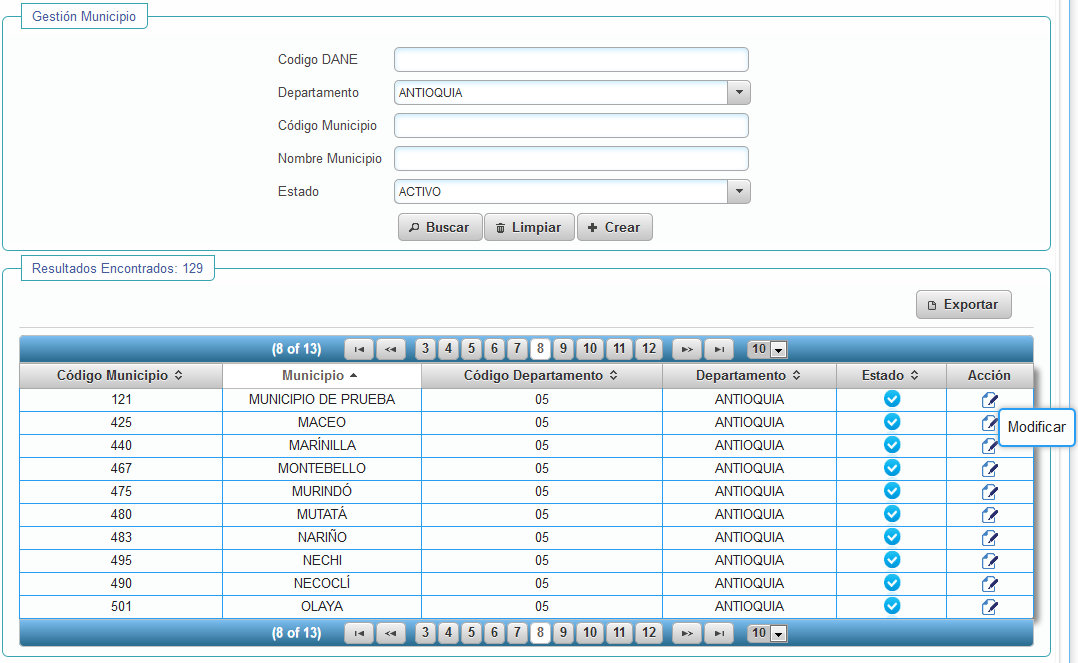 Gestión Municipio
Codigo DANE
Departamento ANTIOQUIA
Código Municipio
Nombre Municipio
Estado ACTIVO
Buscar Limpiar Crear
Resultados Encontrados: 129
Exportar
(8 of 13) 3 4 5 6 7 8 9 10 11 12 10
Código Municipio Municipio Código Departamento Departamento Estado Acción
121 MUNICIPIO DE PRUEBA 05 ANTIOQUIA
425 MACEO 05 ANTIOQUIA
Modificar
440 MARÍNILLA 05 ANTIOQUIA
467 MONTEBELLO 05 ANTIOQUIA
475 MURINDÓ 05 ANTIOQUIA
480 MUTATÁ 05 ANTIOQUIA
483 NARIÑO 05 ANTIOQUIA
495 NECHI 05 ANTIOQUIA
490 NECOCLÍ 05 ANTIOQUIA
501 OLAYA 05 ANTIOQUIA
(8 of 13) 3 4 5 6 7 8 9 10 11 12 10